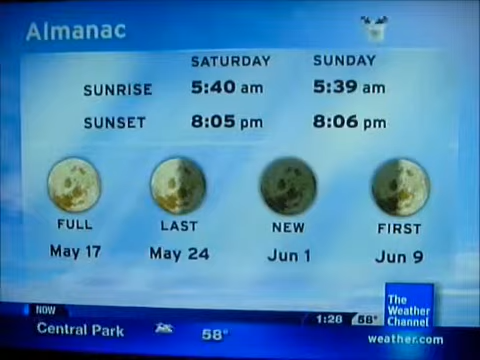 Almanac
SATURDAY SUNDAY
SUNRISE 5:40 am 5:39 am
SUNSET 8:05 pm 8:06 pm
FULL LAST NEW FIRST
May 17 May 24 Jun 1 Jun 9
NOW
1:28 58°
The
Weather
Channel
Central Park 58°
weather.com